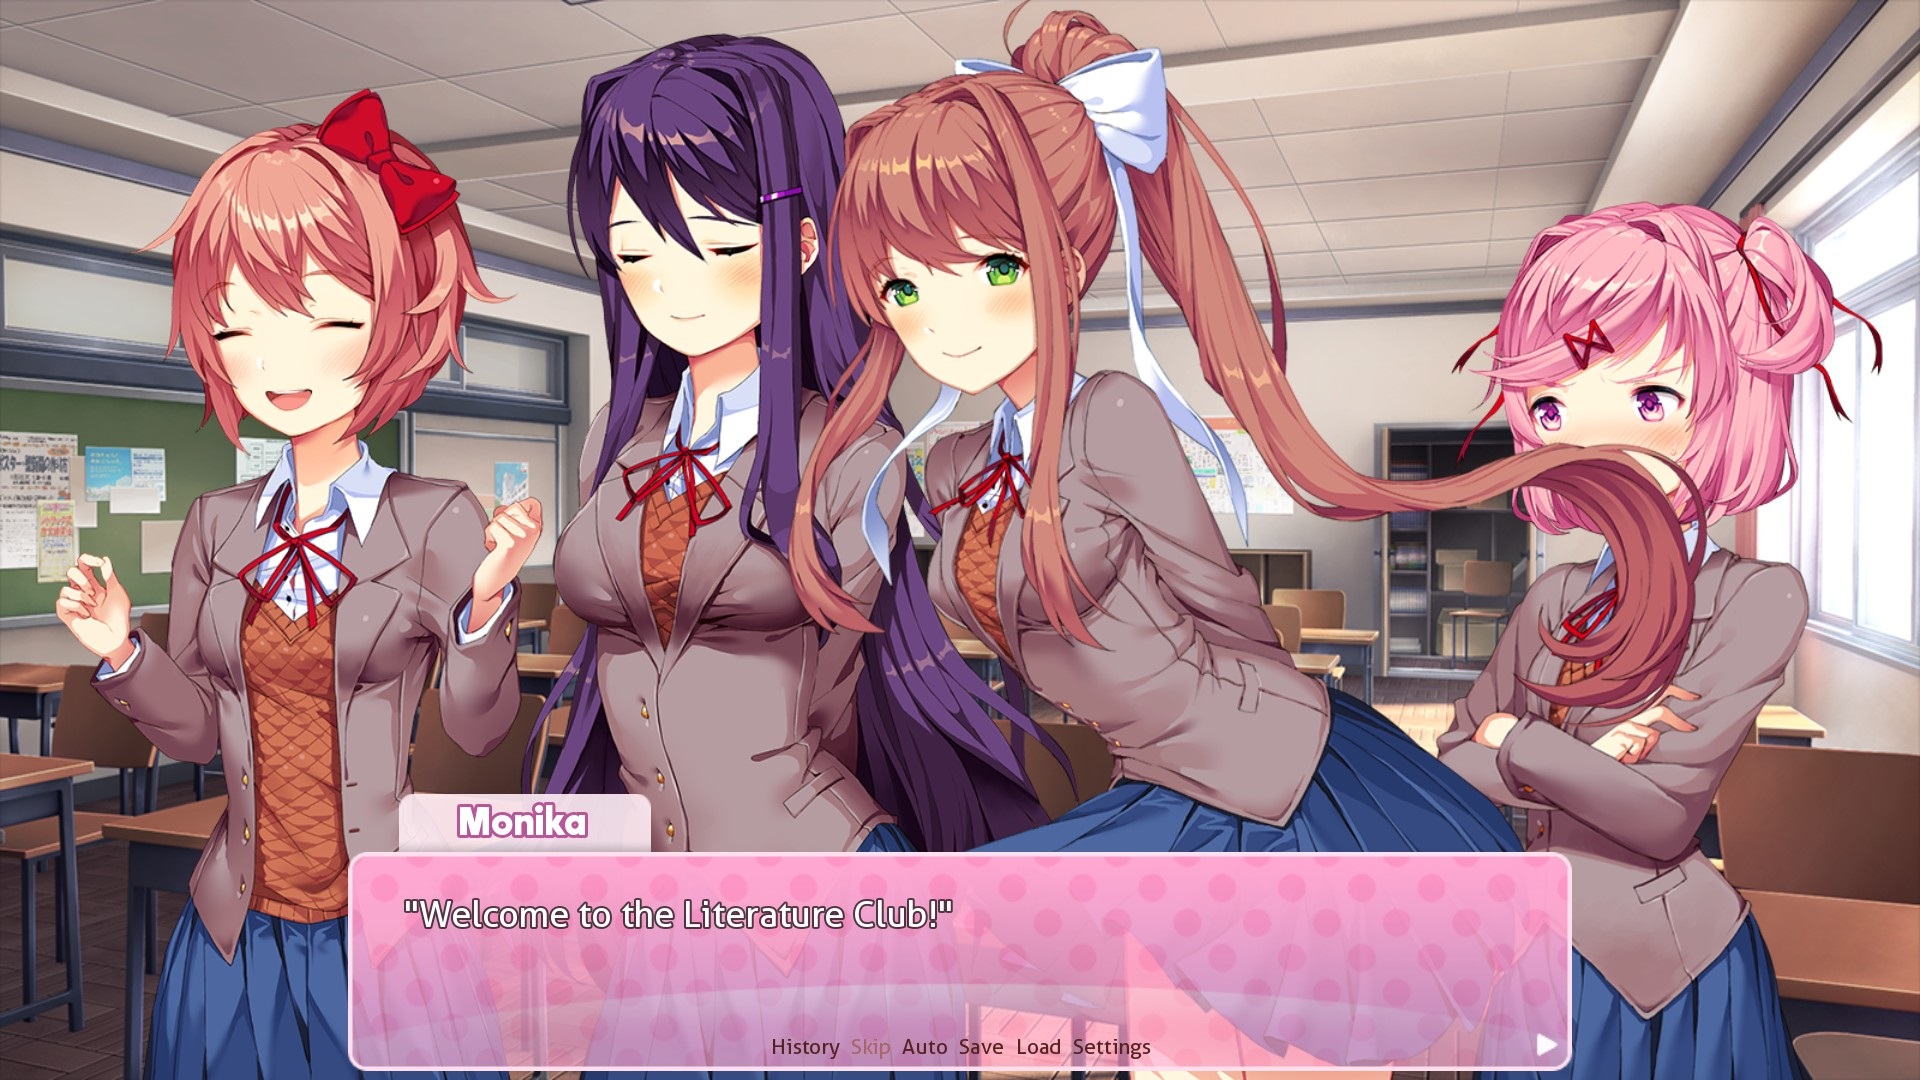 Monika
"Welcome to the Literature Club!"
History Skip Auto Save Load Settings